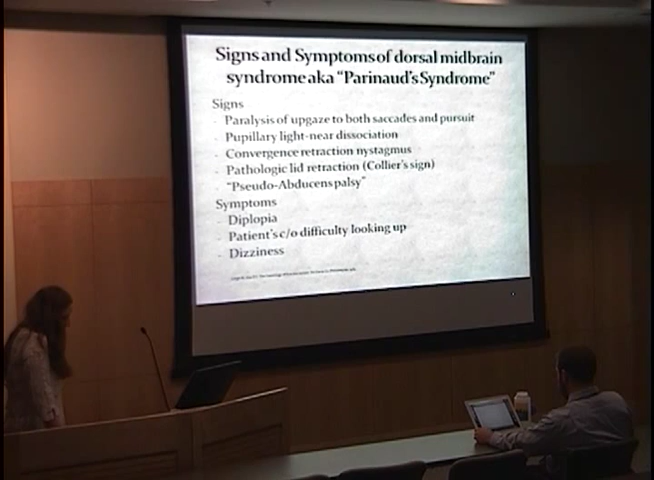 Signs and Symptoms of dorsal midbrain
syndrome aka "Parinaud's Syndrome"
Signs
- Paralysis of upgaze to both saccades and pursuit
- Pupillary light-near dissociation
- Convergence retraction nystagmus
- Pathologic lid retraction (Collier's sign)
- "Pseudo-Abducens palsy"
Symptoms
- Diplopia
- Patient's c/o difficulty looking up
- Dizziness